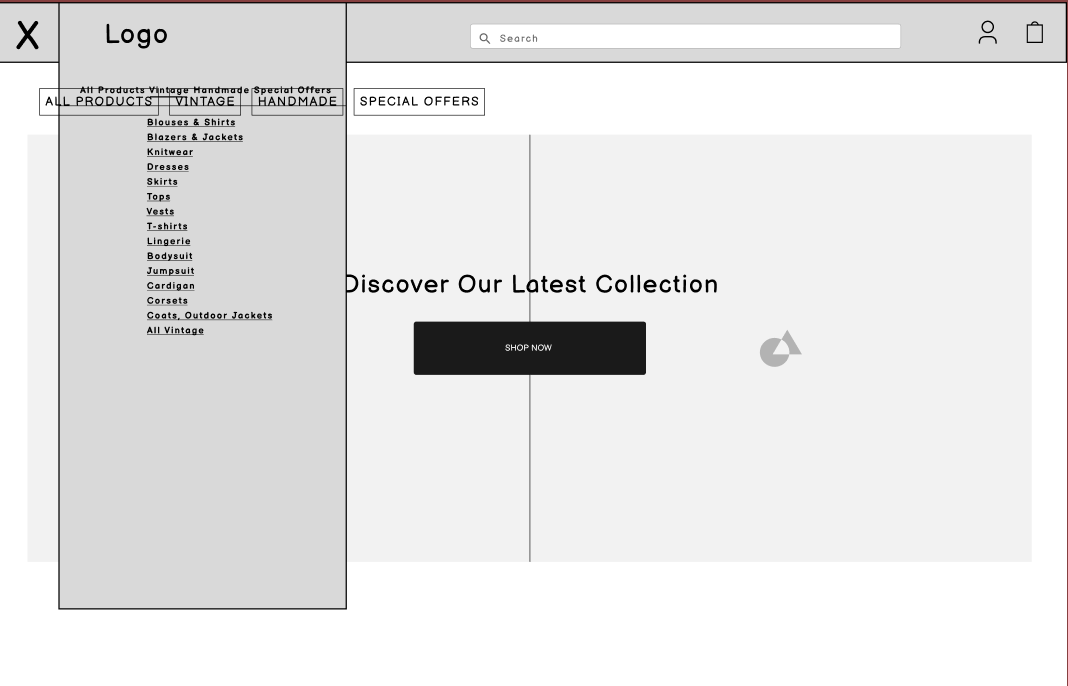 X
Logo
Search
All Products Vintage Handmade Special Offers
ALL PRODUCTS VINTAGE HANDMADE SPECIAL OFFERS
Blouses & Shirts
Blazers & Jackets
Knitwear
Dresses
Skirts
Tops
Vests
T-shirts
Lingerie
Bodysuit
Jumpsuit
Cardigan
Corsets
Coats, Outdoor Jackets
All Vintage
Discover Our Latest Collection
SHOP NOW